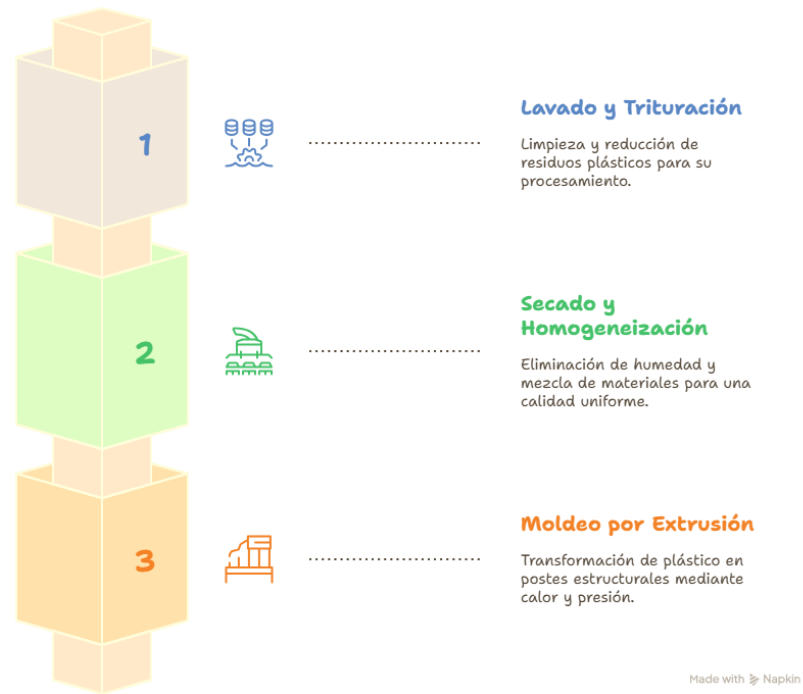 1
Lavado y Trituración
Limpieza y reducción de
residuos plásticos para su
procesamiento.
2
Secado y
Homogeneización
Eliminación de humedad y
mezcla de materiales para una
calidad uniforme.
3
Moldeo por Extrusión
Transformación de plástico en
postes estructurales mediante
calor y presión.
Made with Napkin